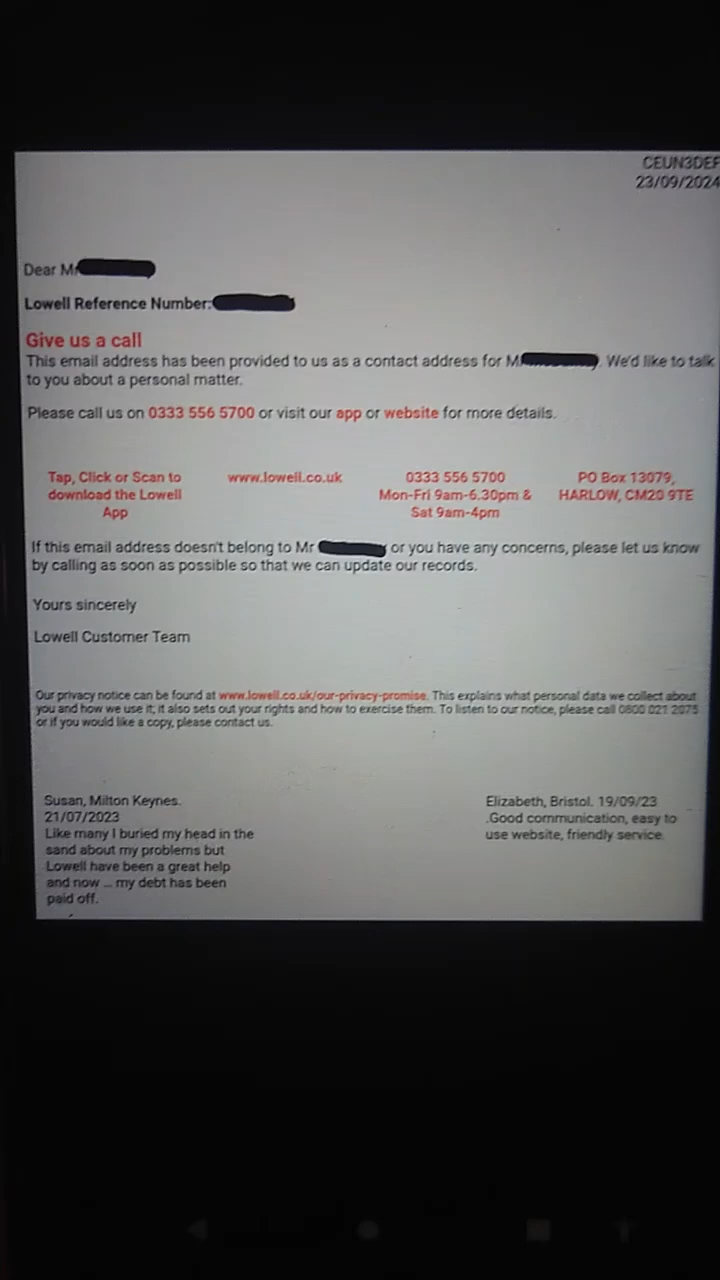 CEUN3DEF
23/09/2024
Dear Mr
Lowell Reference Number:
Give us a call
This email address has been provided to us as a contact address for M. We'd like to talk
to you about a personal matter.
Please call us on 0333 556 5700 or visit our app or website for more details.
Tap, Click or Scan to
download the Lowell
App
www.lowell.co.uk
0333 556 5700
Mon-Fri 9am-6.30pm &
Sat 9am-4pm
PO Box 13079,
HARLOW, CM20 9TE
If this email address doesn't belong to Mr or you have any concerns, please let us know
by calling as soon as possible so that we can update our records.
Yours sincerely
Lowell Customer Team
Our privacy notice can be found at www.lowell.co.uk/our-privacy-promise. This explains what personal data we collect about
you and how we use it; it also sets out your rights and how to exercise them. To listen to our notice, please call 0800 021 2075
or if you would like a copy, please contact us.
Susan, Milton Keynes.
21/07/2023
Like many I buried my head in the
sand about my problems but
Lowell have been a great help
and now ... my debt has been
paid off.
Elizabeth, Bristol. 19/09/23
.Good communication, easy to
use website, friendly service.